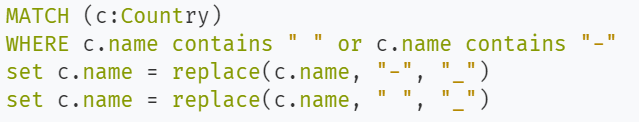 MATCH (c:Country)
WHERE c.name contains " " or c.name contains "-"
set c.name = replace(c.name, "-", "_")
set c.name = replace(c.name, " ", "_")